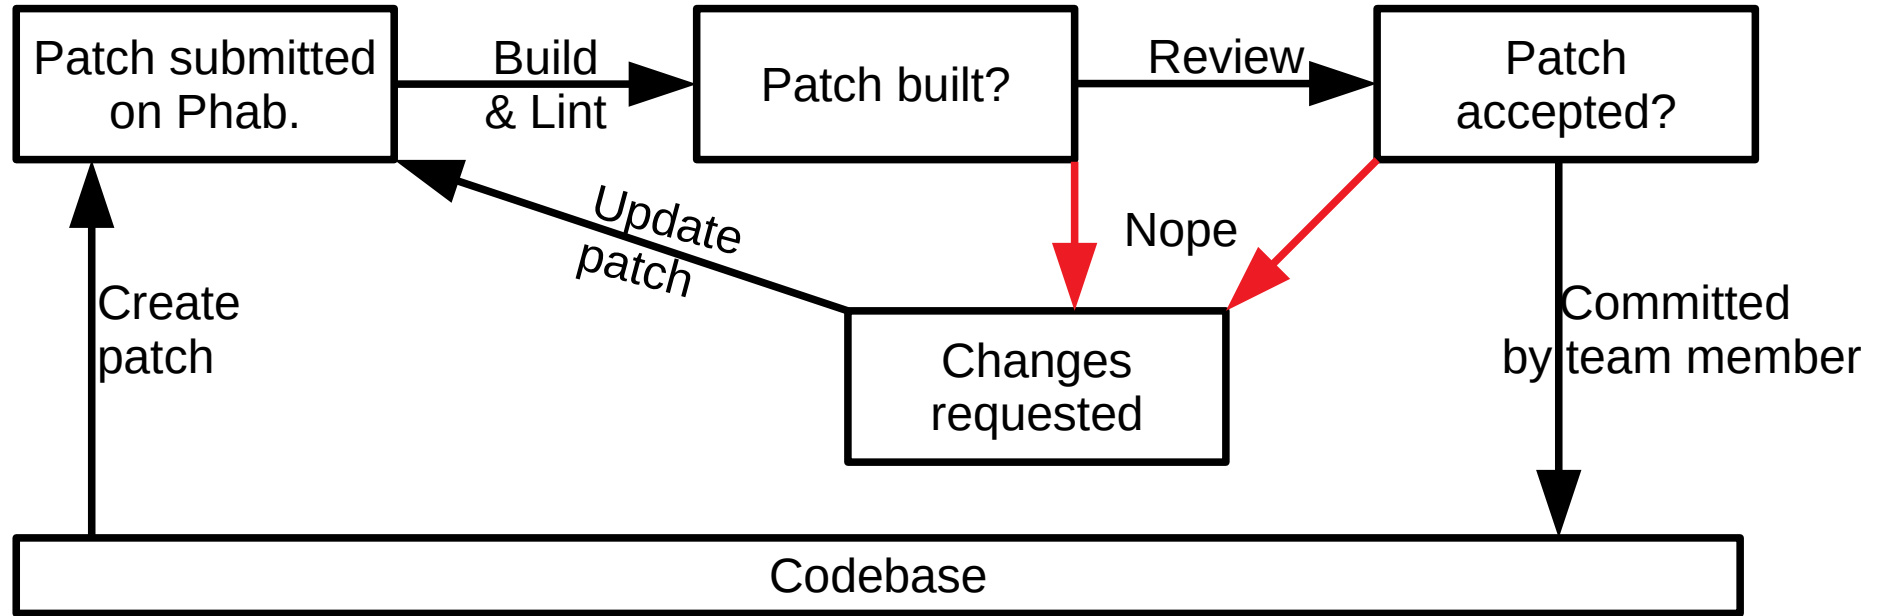 Patch submitted
on Phab.
Build
& Lint
Patch built?
Review
Patch
accepted?
Update
patch
Nope
Create
patch
Changes
requested
Committed
by team member
Codebase